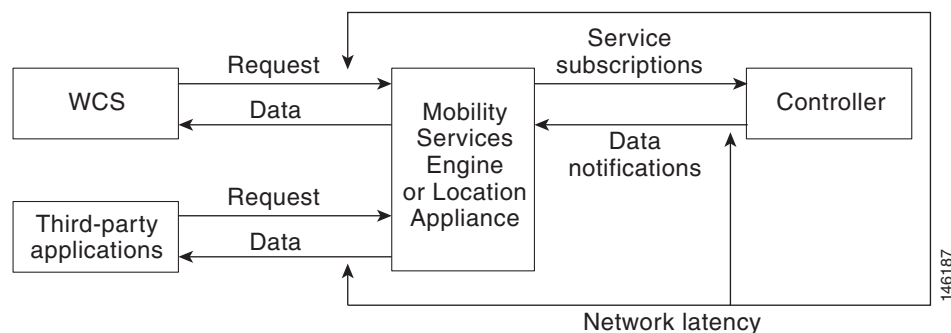 Request
Service
subscriptions
WCS
Data
Mobility
Services
Engine
or Location
Appliance
Controller
Data
notifications
Request
Third-party
applications
Data
Network latency
146187